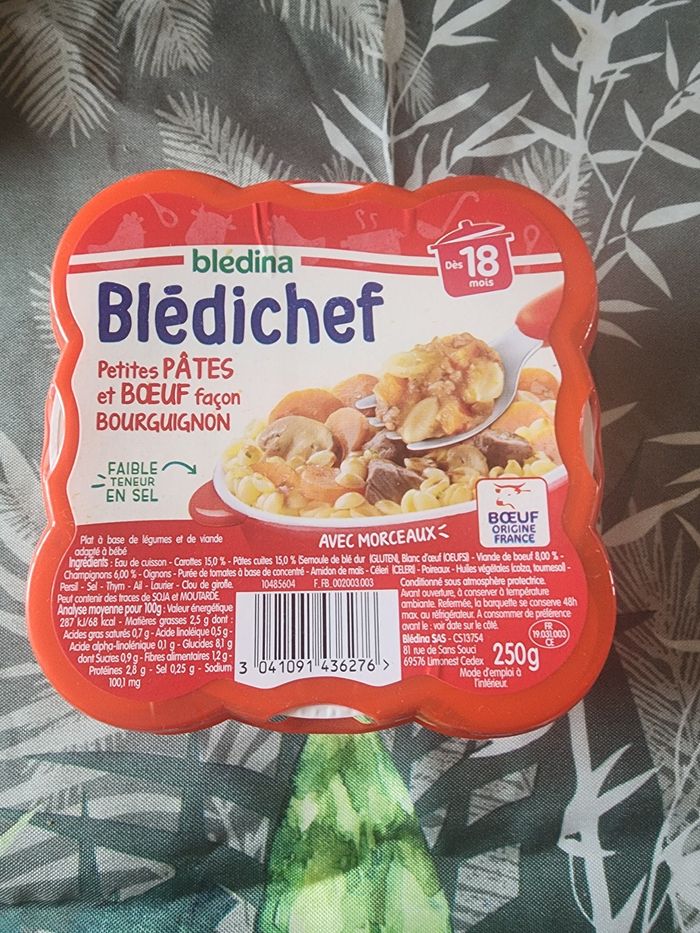 blédina
Dès 18 mois
Blédichef
Petites PÂTES
et BŒUF façon
BOURGUIGNON
FAIBLE
TENEUR
EN SEL
AVEC MORCEAUX
BŒUF
ORIGINE
FRANCE
Plat à base de légumes et de viande
adapté à bébé
Ingrédients : Eau de cuisson - Carottes 15,0 % - Pâtes cuites 15,0 % (Semoule de blé dur (GLUTEN), Blanc d'œuf (OEUFS)) - Viande de boeuf 8,00 % -
Champignons 6,00 % - Oignons - Purée de tomates à base de concentré - Amidon de maïs - Céleri (CELERI) - Poireaux - Huiles végétales (colza, tournesol) -
Persil - Sel - Thym - Ail - Laurier - Clou de girofle.
Peut contenir des traces de SOJA et MOUTARDE.
Analyse moyenne pour 100g : Valeur énergétique
287 kJ/68 kcal - Matières grasses 2,5 g dont :
Acides gras saturés 0,7 g - Acide linoléique 0,5 g -
Acide alpha-linolénique 0,1 g - Glucides 8,1 g
dont Sucres 0,9 g - Fibres alimentaires 1,2 g -
Protéines 2,8 g - Sel 0,25 g - Sodium
100,1 mg
10485604 F_FB_002003.003
3 041091 436276 >
Conditionné sous atmosphère protectrice.
Avant ouverture, à conserver à température
ambiante. Refermée, la barquette se conserve 48h
max. au réfrigérateur. A consommer de préférence
avant le : voir date sur le côté.
Blédina SAS - CS13754
81 rue de Sans Souci
69576 Limonest Cedex
250g
FR
19.031.003
CE
Mode d'emploi à
l'intérieur.